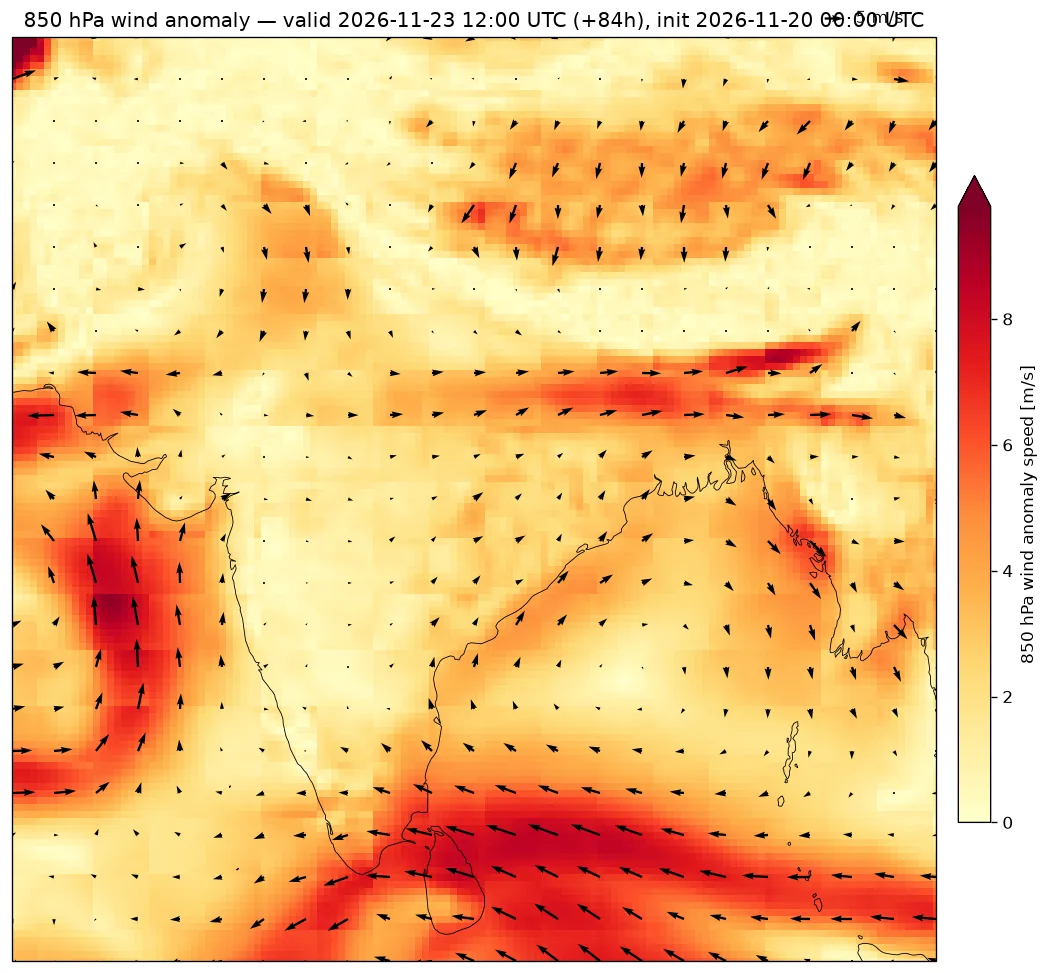 850 hPa wind anomaly — valid 2026-11-23 12:00 UTC (+84h), init 2026-11-20 00:00 UTC
5 m/s
8
6
4
2
0
850 hPa wind anomaly speed [m/s]